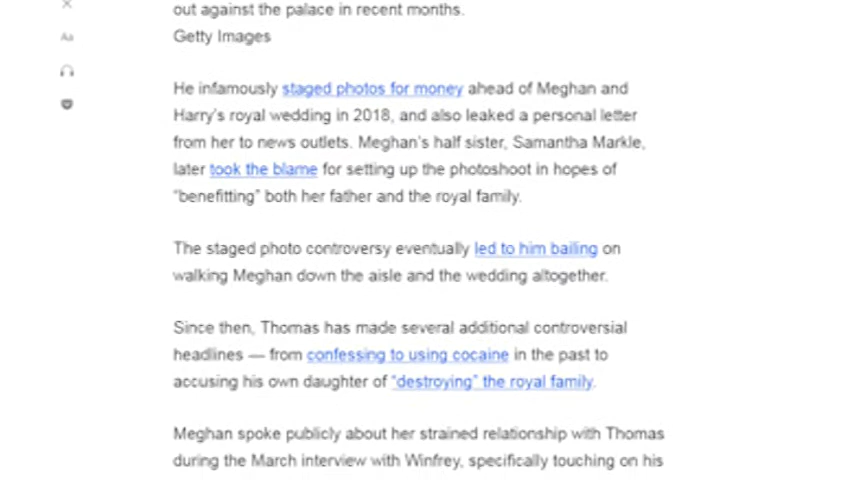 out against the palace in recent months.
Getty Images
Aa
He infamously staged photos for money ahead of Meghan and
Harry's royal wedding in 2018, and also leaked a personal letter
from her to news outlets. Meghan's half sister, Samantha Markle,
later took the blame for setting up the photoshoot in hopes of
"benefitting" both her father and the royal family.
The staged photo controversy eventually led to him bailing on
walking Meghan down the aisle and the wedding altogether.
Since then, Thomas has made several additional controversial
headlines — from confessing to using cocaine in the past to
accusing his own daughter of "destroying" the royal family.
Meghan spoke publicly about her strained relationship with Thomas
during the March interview with Winfrey, specifically touching on his